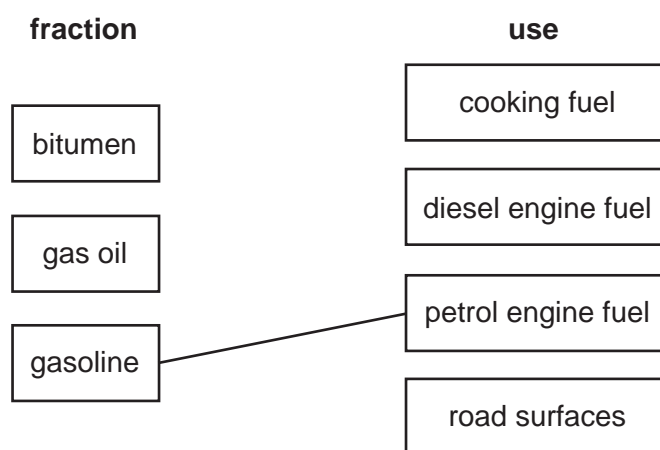 fraction
use
cooking fuel
bitumen
diesel engine fuel
gas oil
petrol engine fuel
gasoline
road surfaces